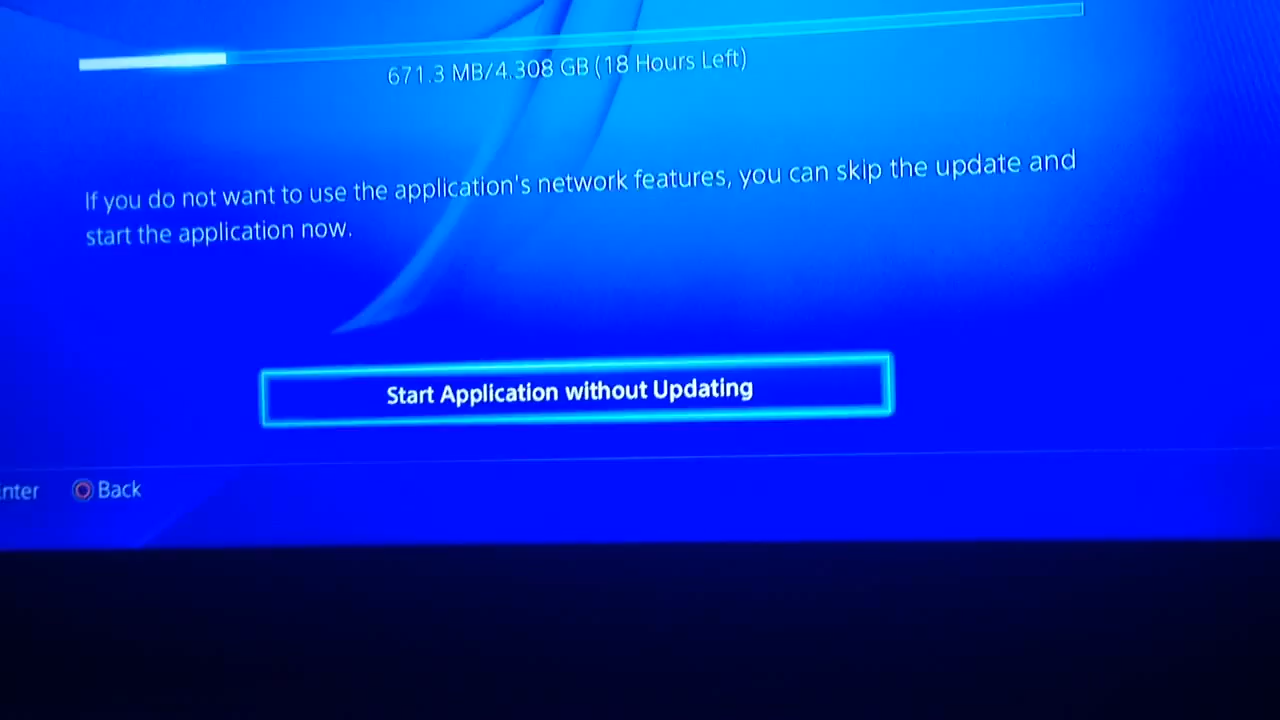 671.3 MB/4.308 GB (18 Hours Left)
If you do not want to use the application's network features, you can skip the update and
start the application now.
Start Application without Updating
Enter Back